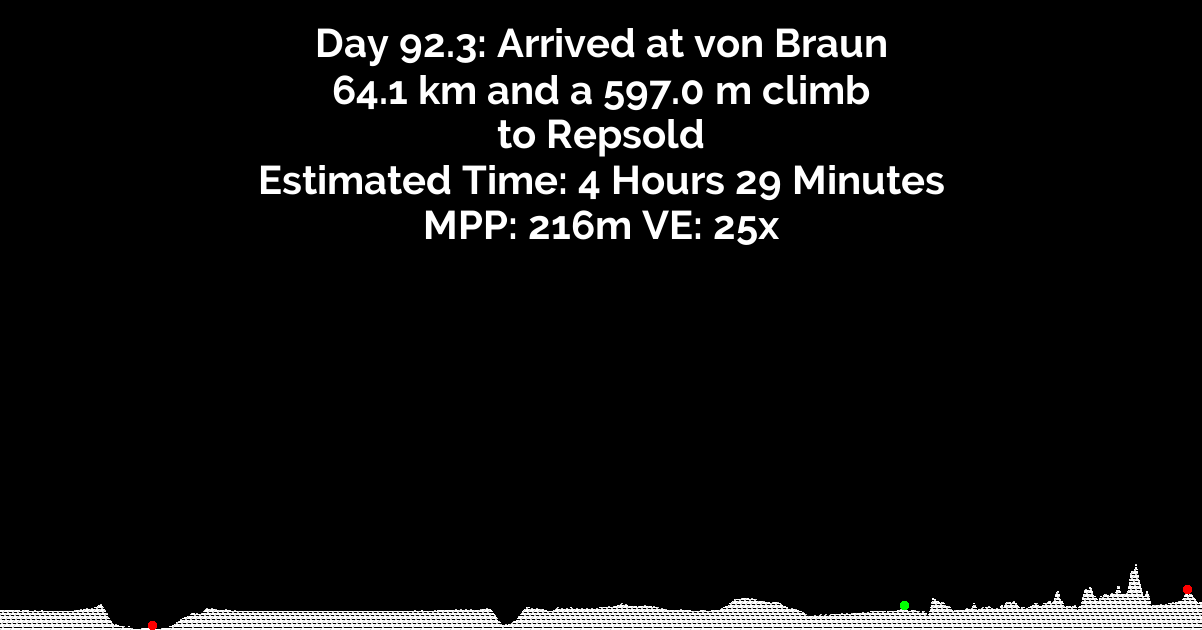 Day 92.3: Arrived at von Braun
64.1 km and a 597.0 m climb
to Repsold
Estimated Time: 4 Hours 29 Minutes
MPP: 216m VE: 25x